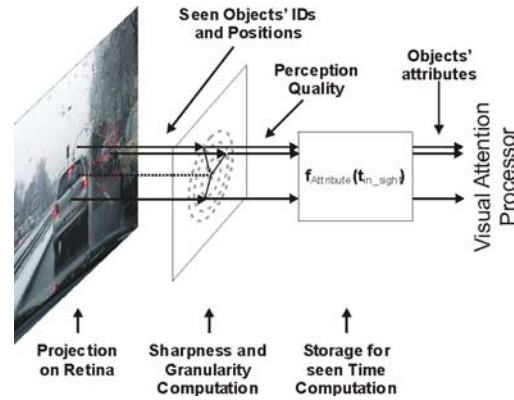 Seen Objects' IDs
and Positions
Perception
Quality
Objects'
attributes
f_Attribute(t_in_sight)
Visual Attention
Processor
Projection
on Retina
Sharpness and
Granularity
Computation
Storage for
seen Time
Computation